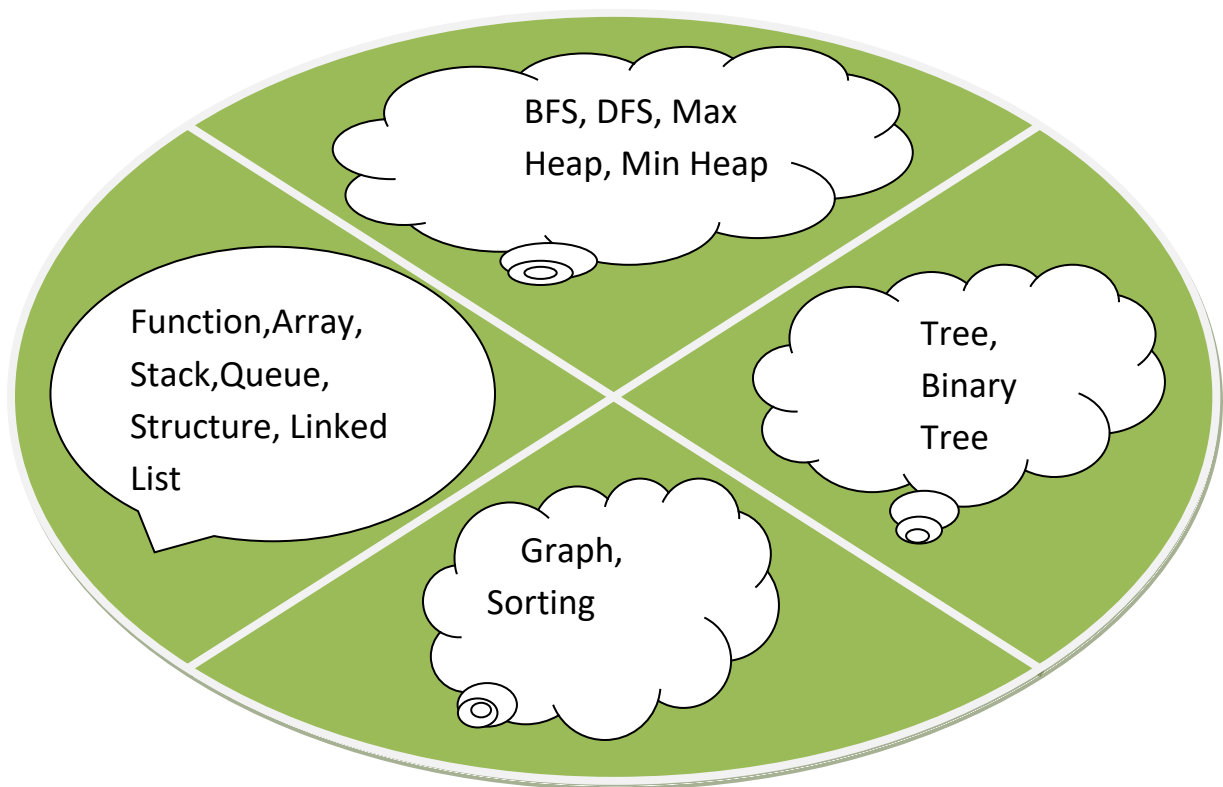 BFS, DFS, Max
Heap, Min Heap
Function,Array,
Stack,Queue,
Structure, Linked
List
Tree,
Binary
Tree
Graph,
Sorting